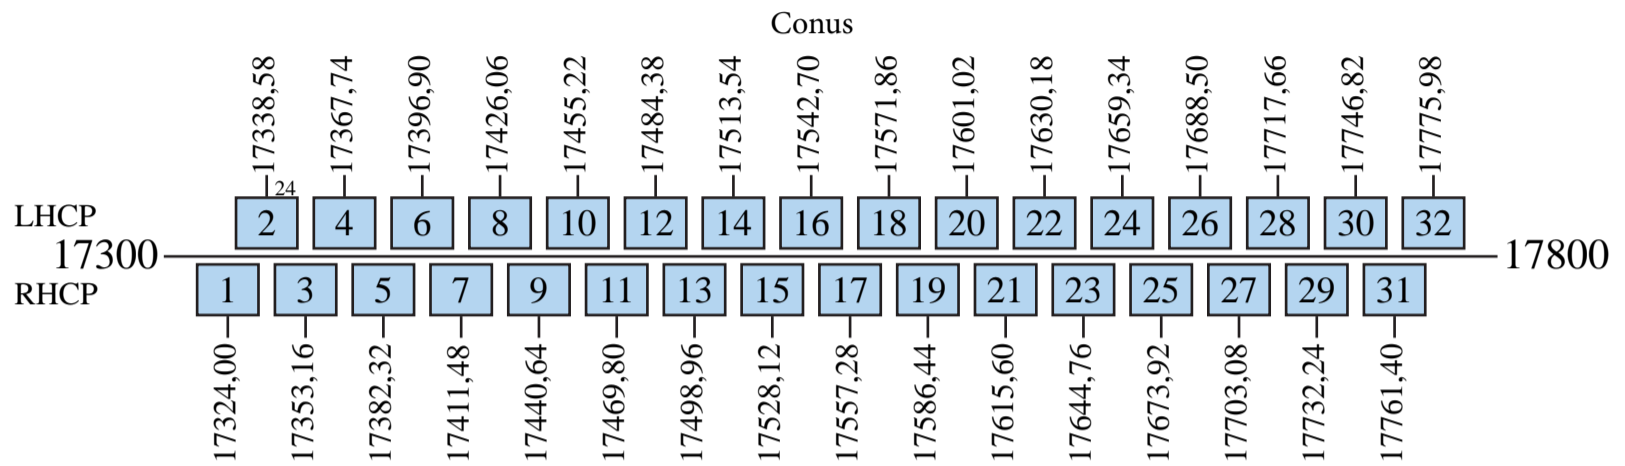 Conus
17338,58 17367,74 17396,90 17426,06 17455,22 17484,38 17513,54 17542,70 17571,86 17601,02 17630,18 17659,34 17688,50 17717,66 17746,82 17775,98
24
LHCP 2 4 6 8 10 12 14 16 18 20 22 24 26 28 30 32
17300 17800
RHCP 1 3 5 7 9 11 13 15 17 19 21 23 25 27 29 31
17324,00 17353,16 17382,32 17411,48 17440,64 17469,80 17498,96 17528,12 17557,28 17586,44 17615,60 17644,76 17673,92 17703,08 17732,24 17761,40